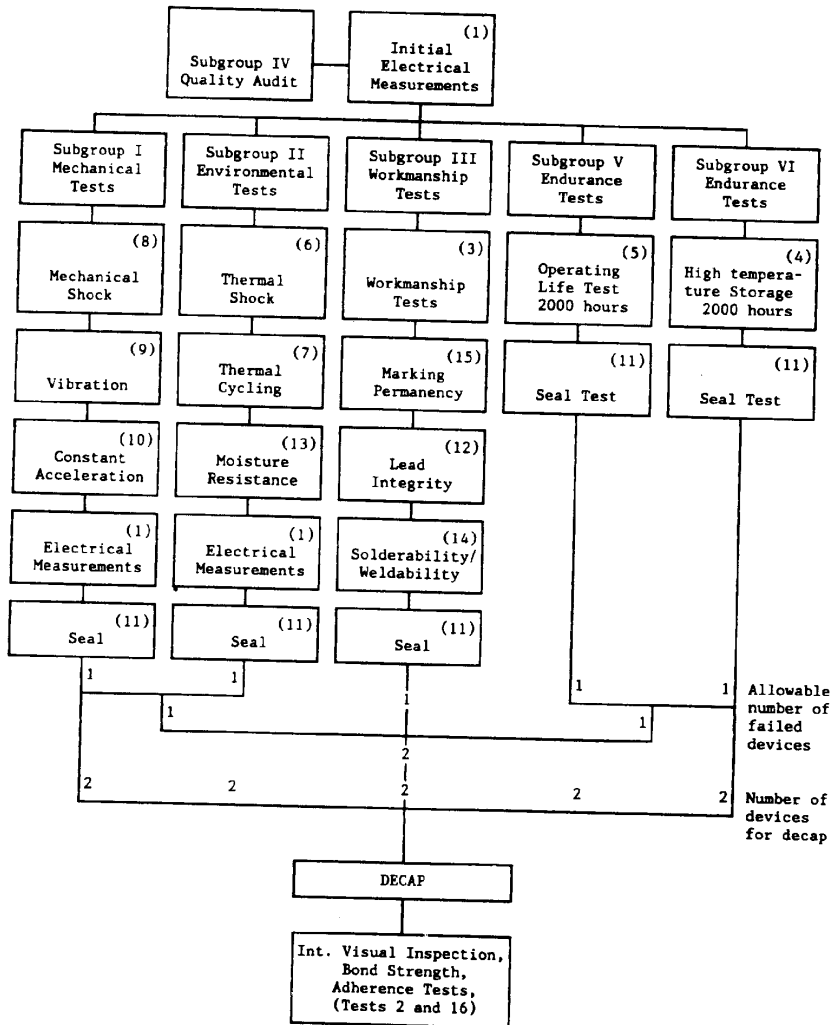 (1)
Initial
Electrical
Measurements
Subgroup IV
Quality Audit
Subgroup I
Mechanical
Tests
Subgroup II
Environmental
Tests
Subgroup III
Workmanship
Tests
Subgroup V
Endurance
Tests
Subgroup VI
Endurance
Tests
(8)
Mechanical
Shock
(6)
Thermal
Shock
(3)
Workmanship
Tests
(5)
Operating
Life Test
2000 hours
(4)
High tempera-
ture Storage
2000 hours
(9)
Vibration
(7)
Thermal
Cycling
(15)
Marking
Permanency
(11)
Seal Test
(11)
Seal Test
(10)
Constant
Acceleration
(13)
Moisture
Resistance
(12)
Lead
Integrity
(1)
Electrical
Measurements
(1)
Electrical
Measurements
(14)
Solderability/
Weldability
(11)
Seal
(11)
Seal
(11)
Seal
1 1 1 1 1
Allowable
number of
failed
devices
1 1
2
2 2 2 2 2
Number of
devices
for decap
DECAP
Int. Visual Inspection,
Bond Strength,
Adherence Tests,
(Tests 2 and 16)